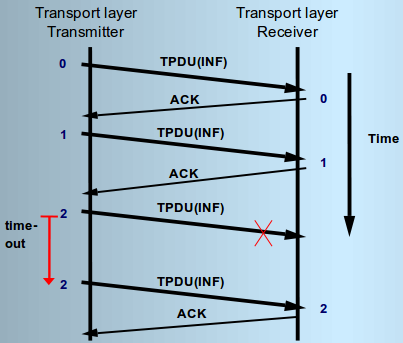 Transport layer
Transmitter
Transport layer
Receiver
0
TPDU(INF)
0
ACK
1
TPDU(INF)
Time
1
ACK
2
TPDU(INF)
time-
out
2
TPDU(INF)
2
ACK